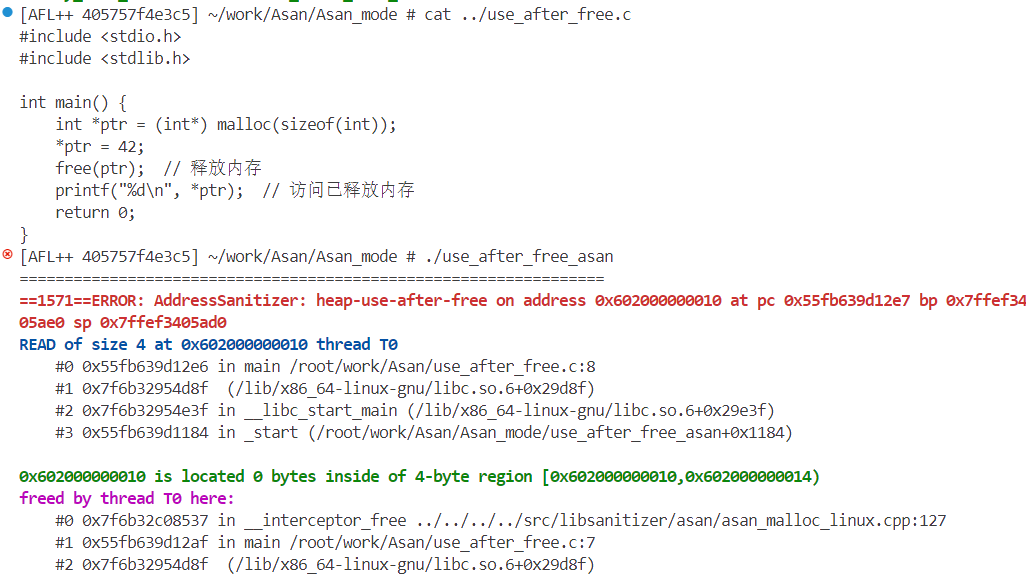 [AFL++ 405757f4e3c5] ~/work/Asan/Asan_mode # cat ../use_after_free.c
#include <stdio.h>
#include <stdlib.h>

int main() {
    int *ptr = (int*) malloc(sizeof(int));
    *ptr = 42;
    free(ptr);  // 释放内存
    printf("%d\n", *ptr);  // 访问已释放内存
    return 0;
}
[AFL++ 405757f4e3c5] ~/work/Asan/Asan_mode # ./use_after_free_asan
=================================================================
==1571==ERROR: AddressSanitizer: heap-use-after-free on address 0x602000000010 at pc 0x55fb639d12e7 bp 0x7ffef34
05ae0 sp 0x7ffef3405ad0
READ of size 4 at 0x602000000010 thread T0
    #0 0x55fb639d12e6 in main /root/work/Asan/use_after_free.c:8
    #1 0x7f6b32954d8f  (/lib/x86_64-linux-gnu/libc.so.6+0x29d8f)
    #2 0x7f6b32954e3f in __libc_start_main (/lib/x86_64-linux-gnu/libc.so.6+0x29e3f)
    #3 0x55fb639d1184 in _start (/root/work/Asan/Asan_mode/use_after_free_asan+0x1184)

0x602000000010 is located 0 bytes inside of 4-byte region [0x602000000010,0x602000000014)
freed by thread T0 here:
    #0 0x7f6b32c08537 in __interceptor_free ../../../../src/libsanitizer/asan/asan_malloc_linux.cpp:127
    #1 0x55fb639d12af in main /root/work/Asan/use_after_free.c:7
    #2 0x7f6b32954d8f  (/lib/x86_64-linux-gnu/libc.so.6+0x29d8f)